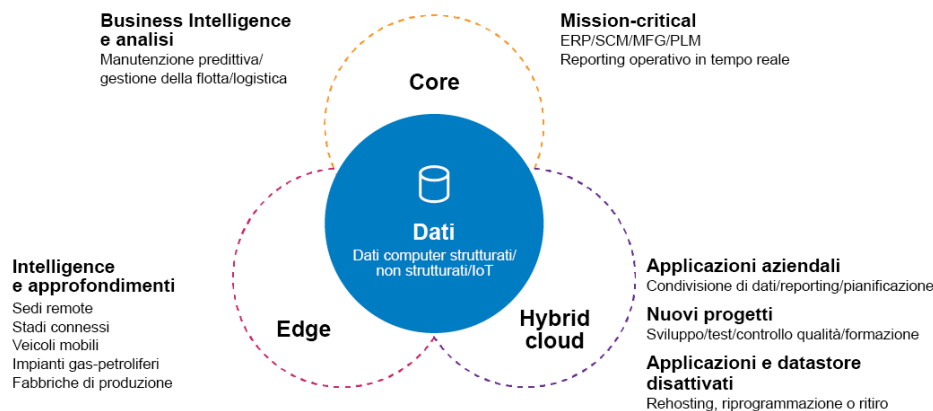 Business Intelligence
e analisi
Manutenzione predittiva/
gestione della flotta/logistica
Mission-critical
ERP/SCM/MFG/PLM
Reporting operativo in tempo reale
Core
Dati
Dati computer strutturati/
non strutturati/IoT
Intelligence
e approfondimenti
Sedi remote
Stadi connessi
Veicoli mobili
Impianti gas-petroliferi
Fabbriche di produzione
Edge
Hybrid
cloud
Applicazioni aziendali
Condivisione di dati/reporting/pianificazione
Nuovi progetti
Sviluppo/test/controllo qualità/formazione
Applicazioni e datastore
disattivati
Rehosting, riprogrammazione o ritiro